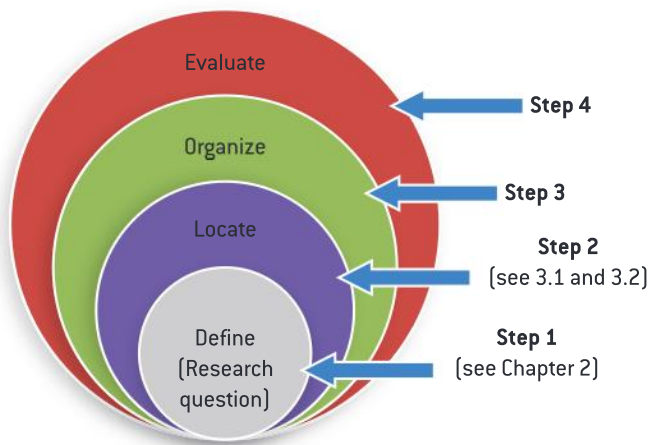 Evaluate
Step 4
Organize
Step 3
Locate
Step 2
(see 3.1 and 3.2)
Define
(Research
question)
Step 1
(see Chapter 2)